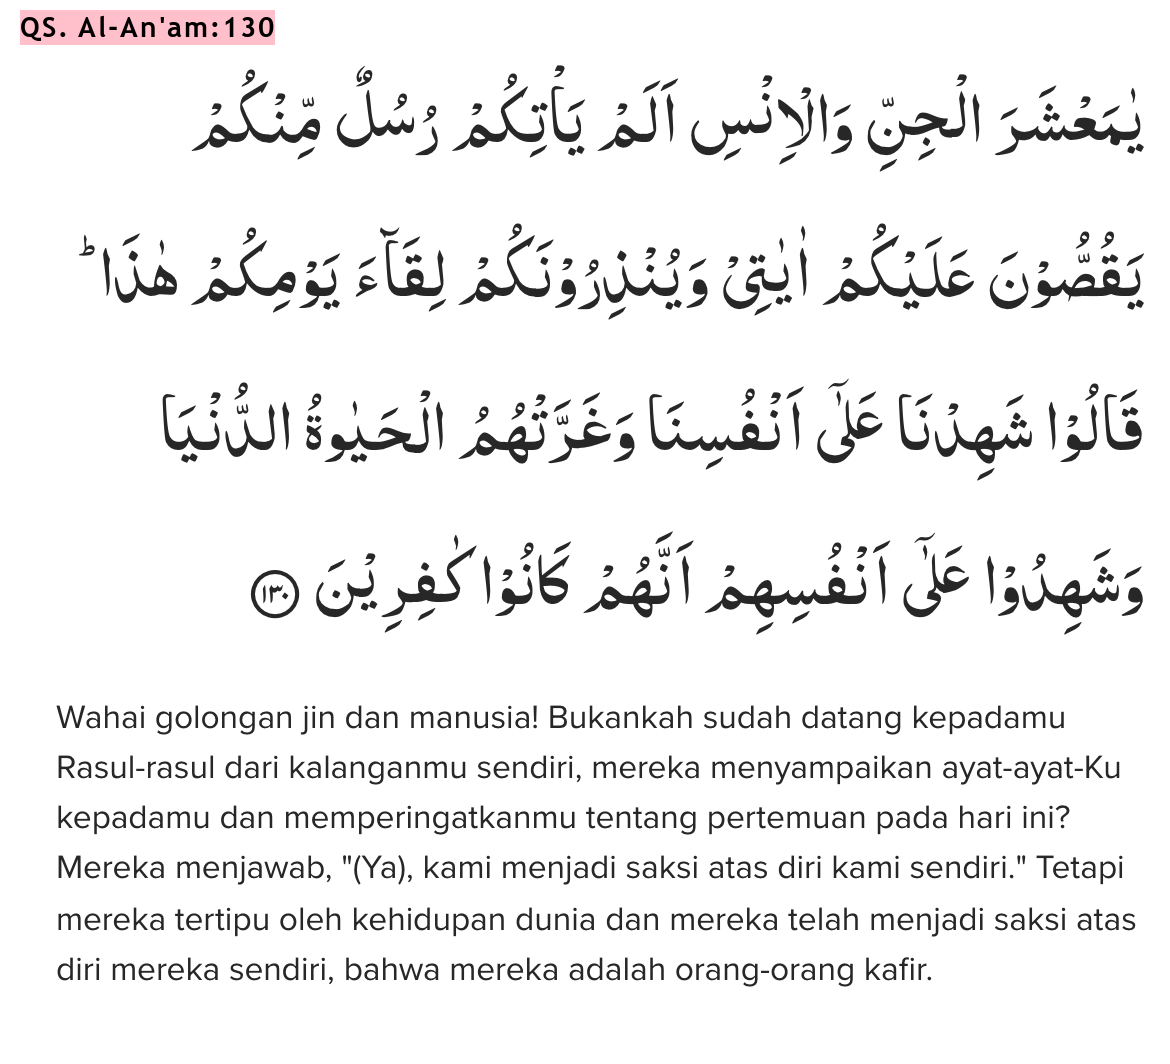 QS. Al-An'am:130
يٰمَعْشَرَ الْجِنِّ وَالْاِنْسِ اَلَمْ يَأْتِكُمْ رُسُلٌ مِّنْكُمْ
يَقُصُّوْنَ عَلَيْكُمْ اٰيٰتِيْ وَيُنْذِرُوْنَكُمْ لِقَاۤءَ يَوْمِكُمْ هٰذَاۗ
قَالُوْا شَهِدْنَا عَلٰٓى اَنْفُسِنَا وَغَرَّتْهُمُ الْحَيٰوةُ الدُّنْيَا
وَشَهِدُوْا عَلٰٓى اَنْفُسِهِمْ اَنَّهُمْ كَانُوْا كٰفِرِيْنَ ١٣٠
Wahai golongan jin dan manusia! Bukankah sudah datang kepadamu
Rasul-rasul dari kalanganmu sendiri, mereka menyampaikan ayat-ayat-Ku
kepadamu dan memperingatkanmu tentang pertemuan pada hari ini?
Mereka menjawab, "(Ya), kami menjadi saksi atas diri kami sendiri." Tetapi
mereka tertipu oleh kehidupan dunia dan mereka telah menjadi saksi atas
diri mereka sendiri, bahwa mereka adalah orang-orang kafir.